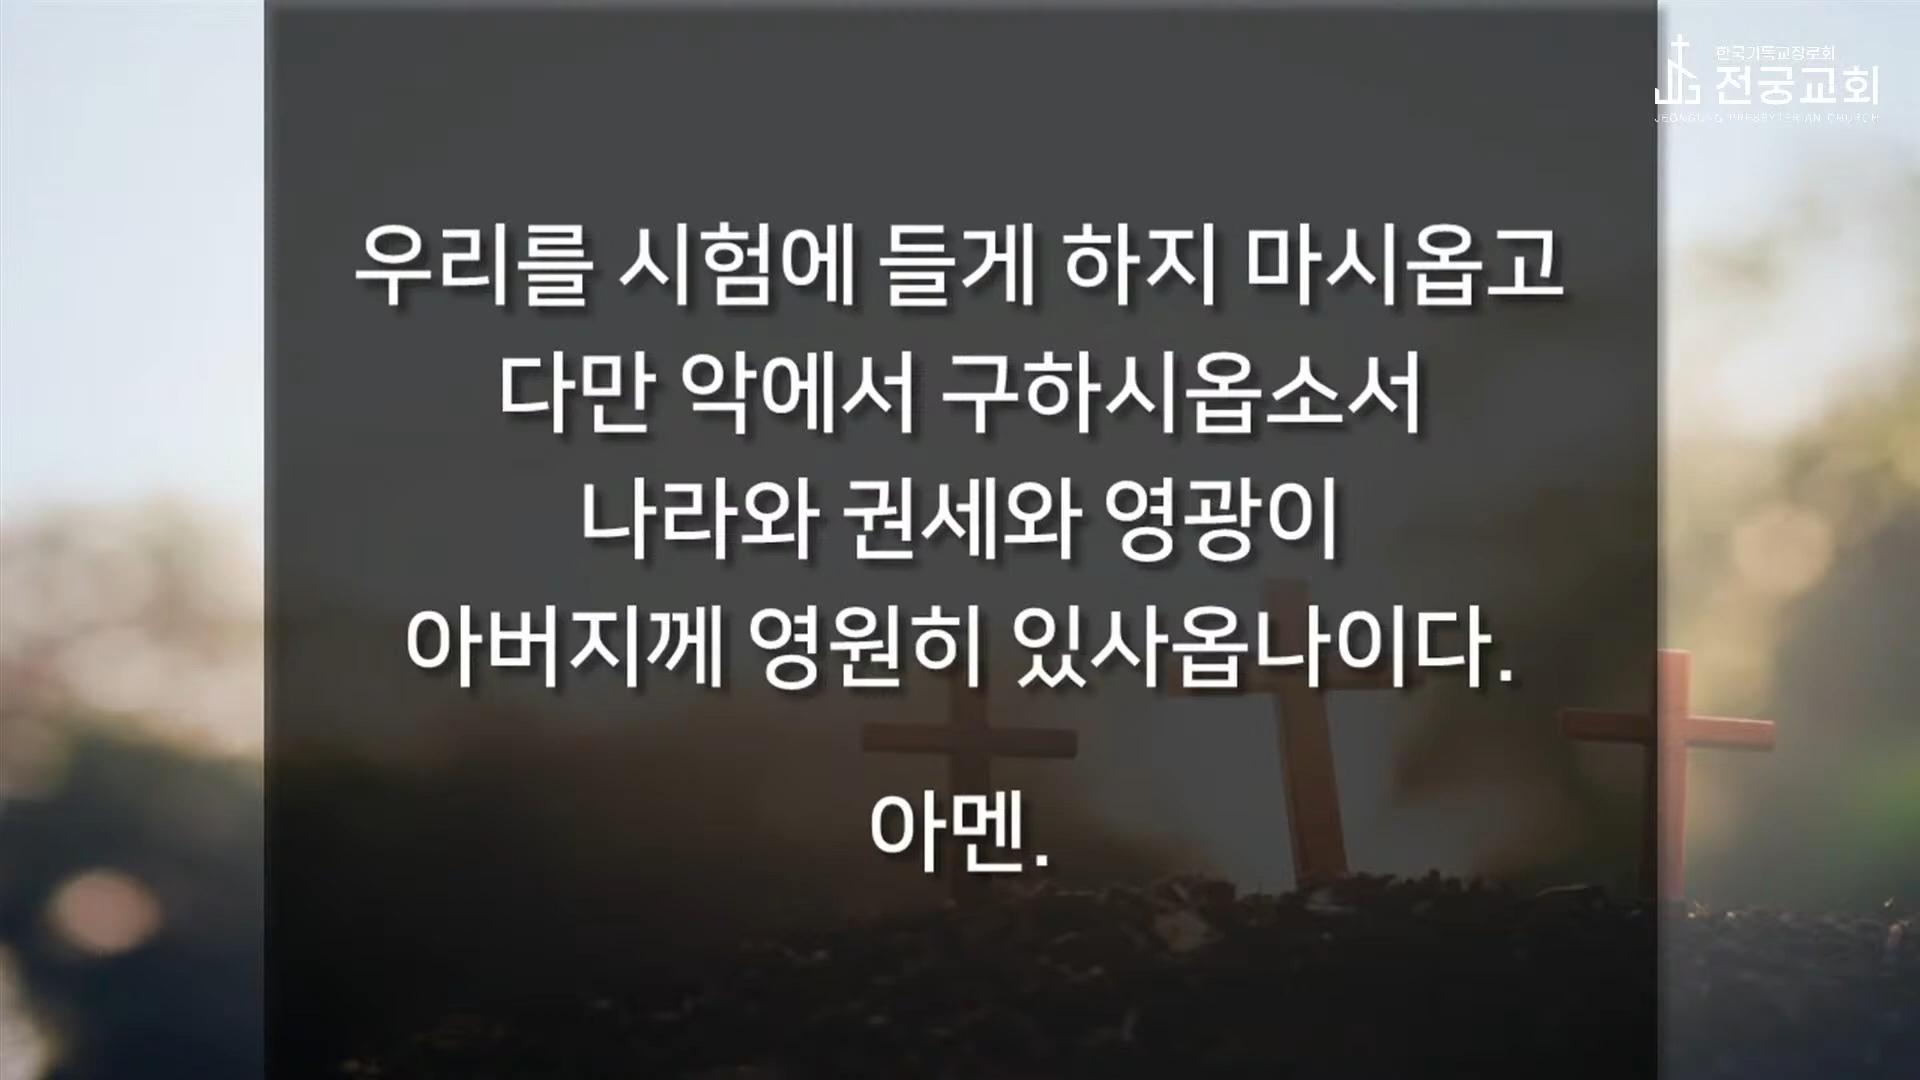 한국기독교장로회
전궁교회
JEONGUNG PRESBYTERIAN CHURCH
우리를 시험에 들게 하지 마시옵고
다만 악에서 구하시옵소서
나라와 권세와 영광이
아버지께 영원히 있사옵나이다.
아멘.